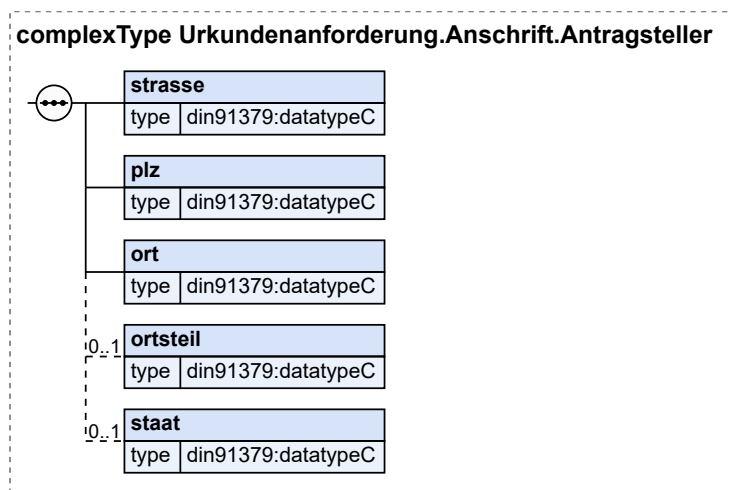 complexType Urkundenanforderung.Anschrift.Antragsteller
strasse
type din91379:datatypeC
plz
type din91379:datatypeC
ort
type din91379:datatypeC
0..1 ortsteil
type din91379:datatypeC
0..1 staat
type din91379:datatypeC